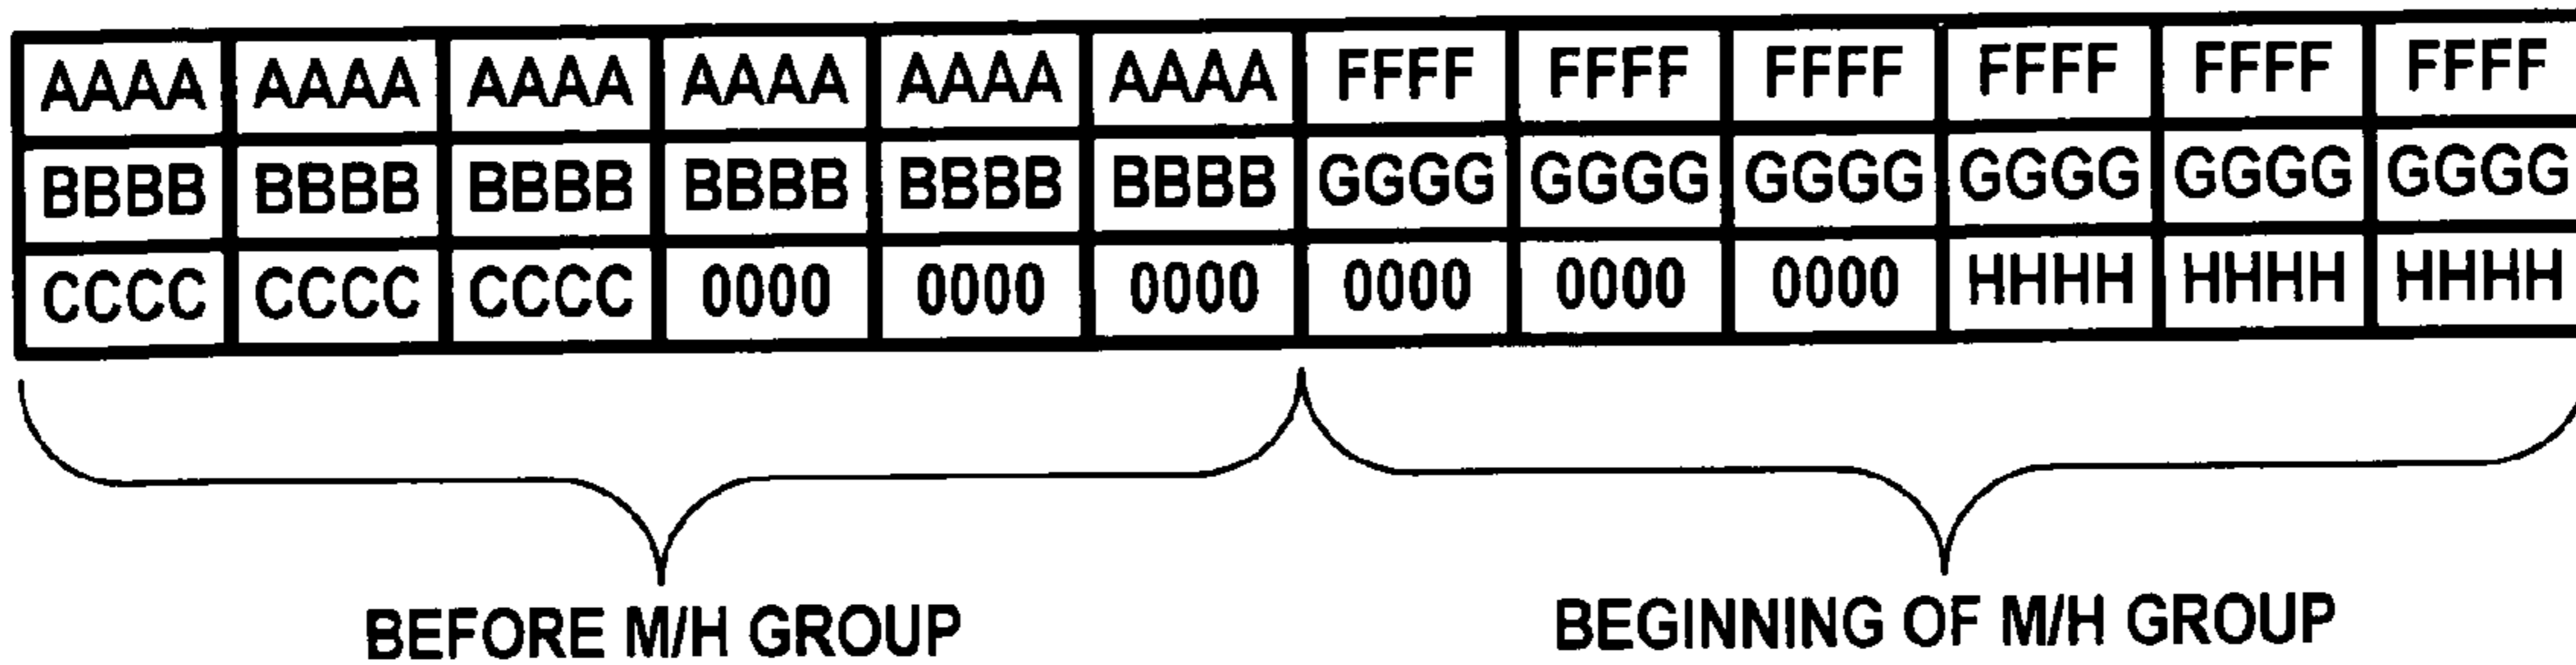 AAAA AAAA AAAA AAAA AAAA AAAA FFFF FFFF FFFF FFFF FFFF FFFF
BBBB BBBB BBBB BBBB BBBB BBBB GGGG GGGG GGGG GGGG GGGG GGGG
CCCC CCCC CCCC 0000 0000 0000 0000 0000 0000 HHHH HHHH HHHH
BEFORE M/H GROUP BEGINNING OF M/H GROUP